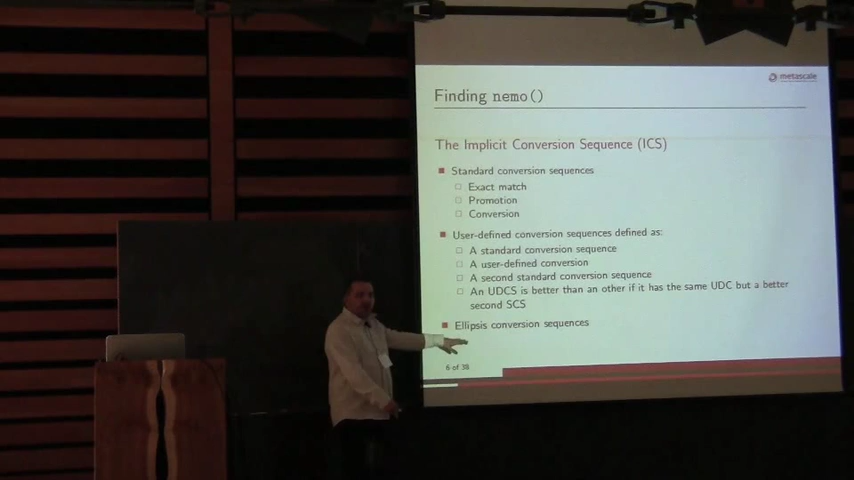 metascale
Finding nemo()
The Implicit Conversion Sequence (ICS)
Standard conversion sequences
Exact match
Promotion
Conversion
User-defined conversion sequences defined as:
A standard conversion sequence
A user-defined conversion
A second standard conversion sequence
An UDCS is better than an other if it has the same UDC but a better
second SCS
Ellipsis conversion sequences
6 of 38